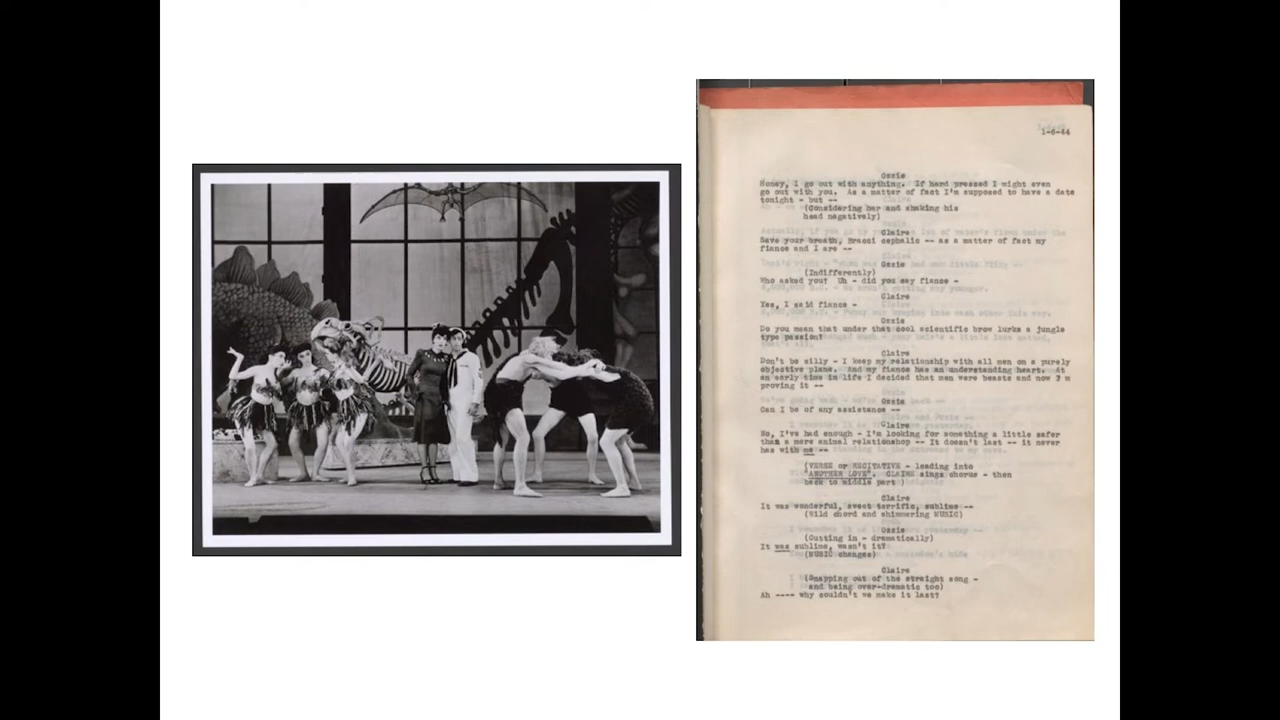 1-6-44
Ozzie
Honey, I go out with anything. If hard pressed I might even
go out with you. As a matter of fact I'm supposed to have a date
tonight - but --
(Considering her and shaking his
head negatively)
Claire
Save your breath, Bracci cephalic -- as a matter of fact my
fiance and I are --
Ozzie
(Indifferently)
Who asked you? Uh - did you say fiance -
Claire
Yes, I said fiance -
Ozzie
Do you mean that under that cool scientific brow lurks a jungle
type passion?
Claire
Don't be silly - I keep my relationship with all men on a purely
objective plane. And my fiance has an understanding heart. At
an early time in life I decided that men were beasts and now I'm
proving it --
Ozzie
Can I be of any assistance --
Claire
No, I've had enough - I'm looking for something a little safer
than a mere animal relationshop -- It doesn't last -- it never
has with me --
(VERSE or RECITATIVE - leading into
"ANOTHER LOVE". CLAIRE sings chorus - then
back to middle part )
Claire
It was wonderful, sweet terrific, sublime --
(Wild chord and shimmering MUSIC)
Ozzie
(Cutting in - dramatically)
It was sublime, wasn't it?
(MUSIC changes)
Claire
(Snapping out of the straight song -
and being over-dramatic too)
Ah ---- why couldn't we make it last?